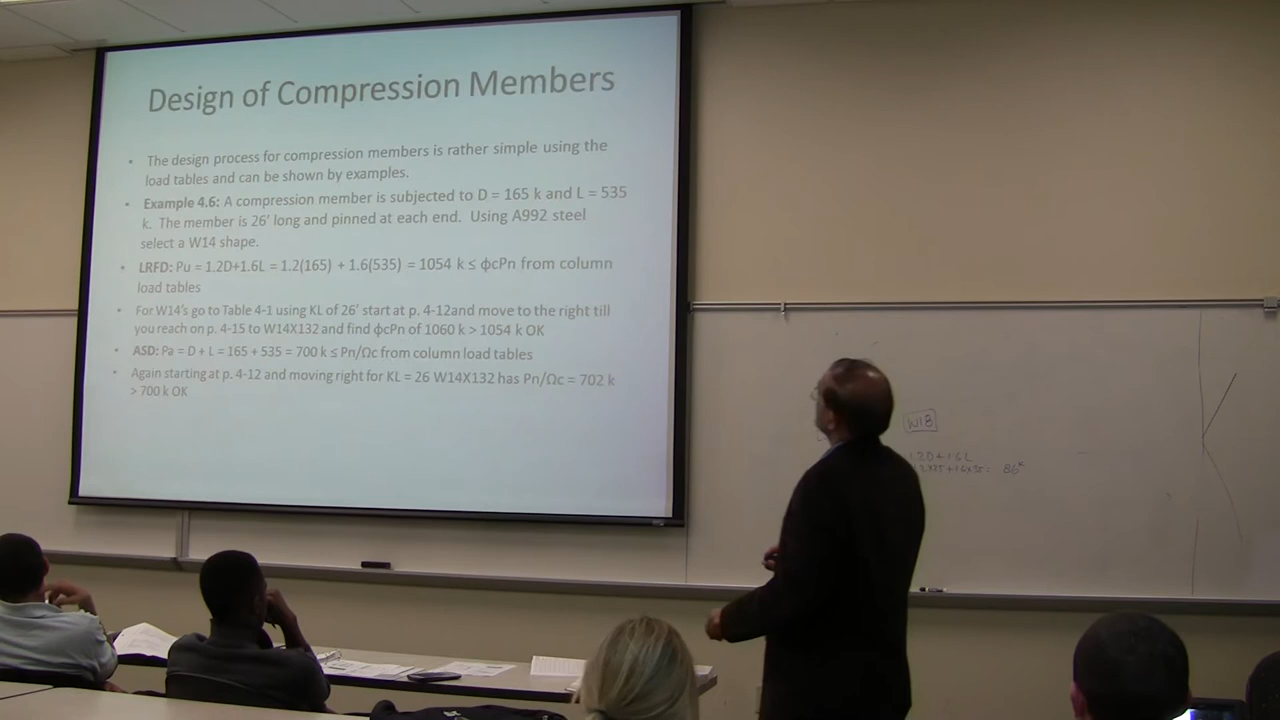 Design of Compression Members
• The design process for compression members is rather simple using the
load tables and can be shown by examples.
• Example 4.6: A compression member is subjected to D = 165 k and L = 535
k. The member is 26' long and pinned at each end. Using A992 steel
select a W14 shape.
• LRFD: Pu = 1.2D+1.6L = 1.2(165) + 1.6(535) = 1054 k ≤ ϕcPn from column
load tables
• For W14's go to Table 4-1 using KL of 26' start at p. 4-12and move to the right till
you reach on p. 4-15 to W14X132 and find ϕcPn of 1060 k > 1054 k OK
• ASD: Pa = D + L = 165 + 535 = 700 k ≤ Pn/Ωc from column load tables
• Again starting at p. 4-12 and moving right for KL = 26 W14X132 has Pn/Ωc = 702 k
> 700 k OK
W18
1.2D+1.6L
86ᵏ